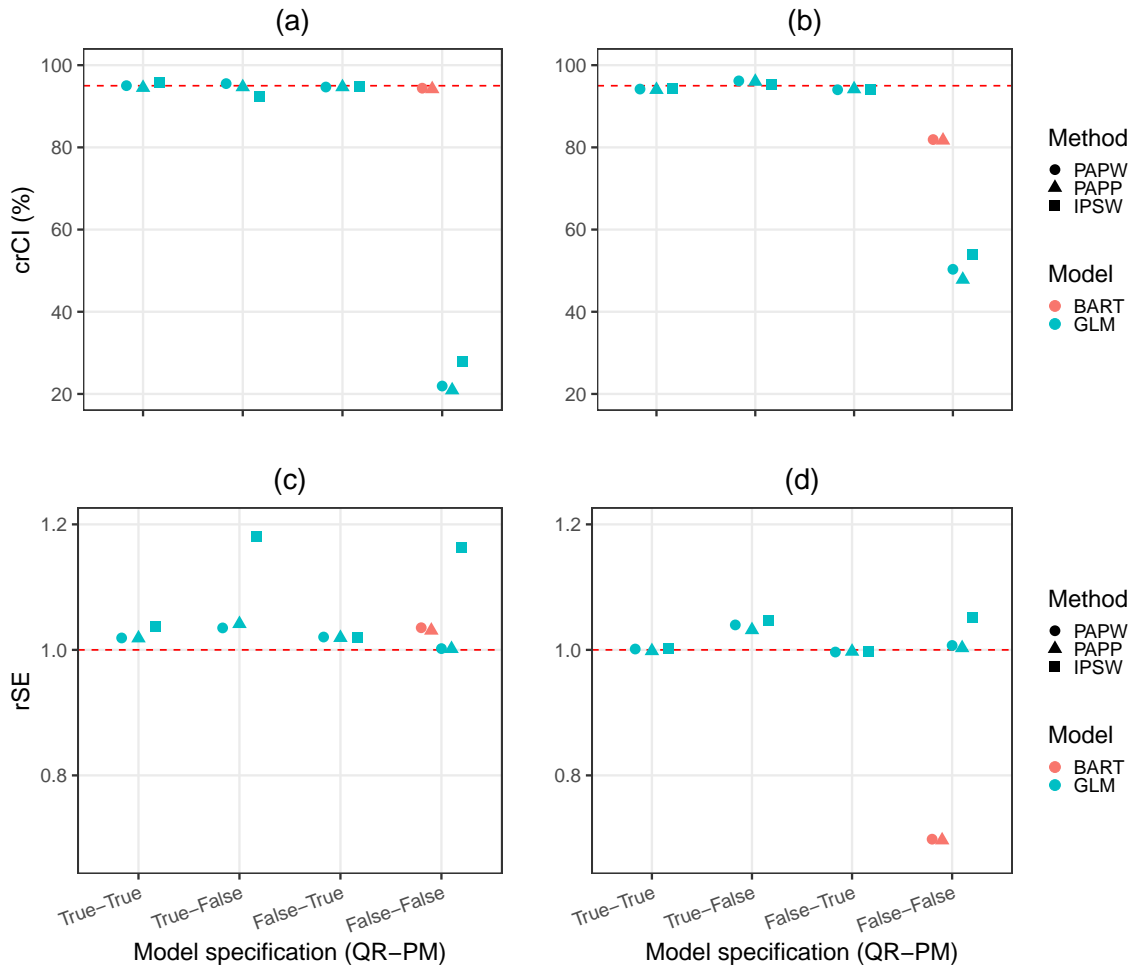 (a)
(b)
crCI (%)
100
80
60
40
20
100
80
60
40
20
Method
PAPW
PAPP
IPSW
Model
BART
GLM
(c)
(d)
rSE
1.2
1.0
0.8
1.2
1.0
0.8
True−True
True−False
False−True
False−False
True−True
True−False
False−True
False−False
Model specification (QR−PM)
Model specification (QR−PM)
Method
PAPW
PAPP
IPSW
Model
BART
GLM